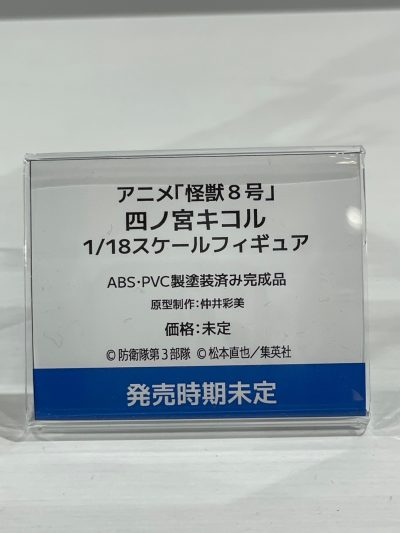 アニメ「怪獣８号」
四ノ宮キコル
1/18スケールフィギュア
ABS・PVC製塗装済み完成品
原型制作：仲井彩美
価格：未定
©防衛隊第３部隊 ©松本直也／集英社
発売時期未定